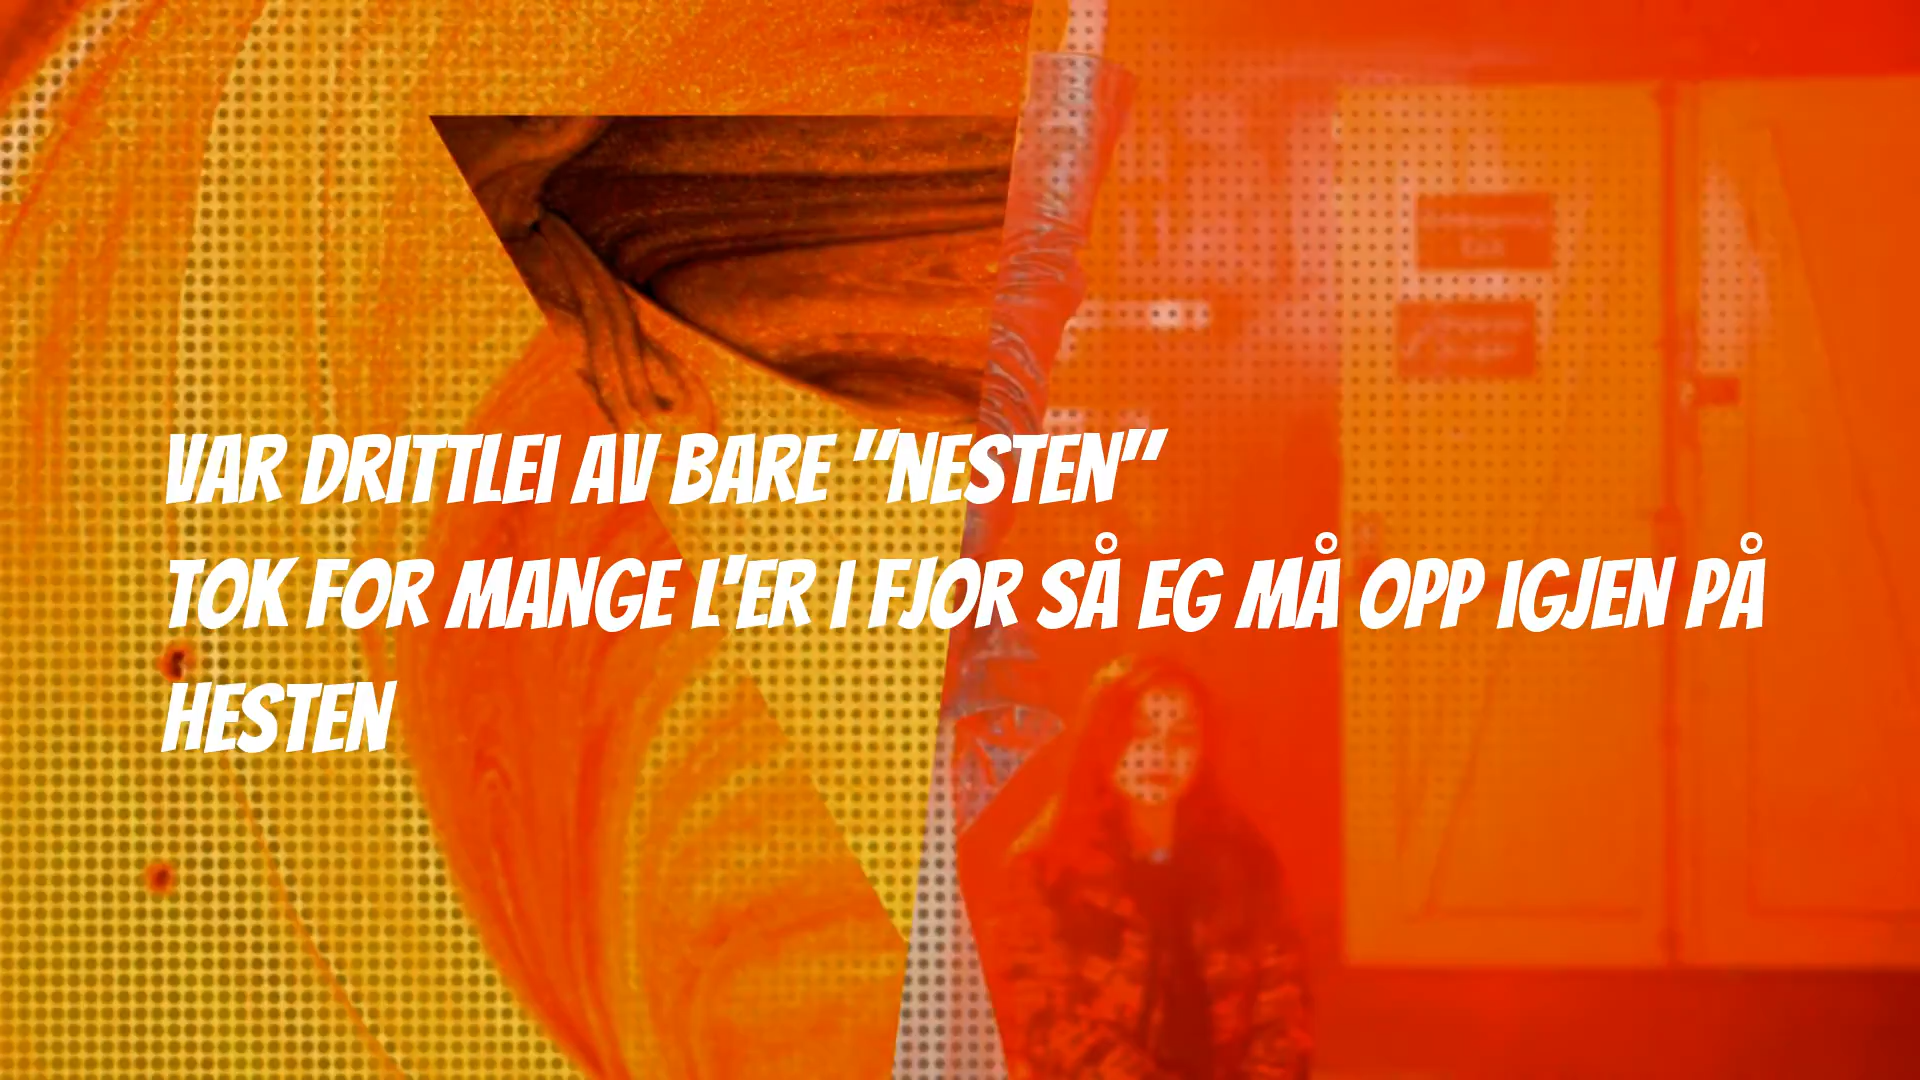 VAR DRITTLEI AV BARE "NESTEN"
TOK FOR MANGE L'ER I FJOR SÅ EG MÅ OPP IGJEN PÅ
HESTEN